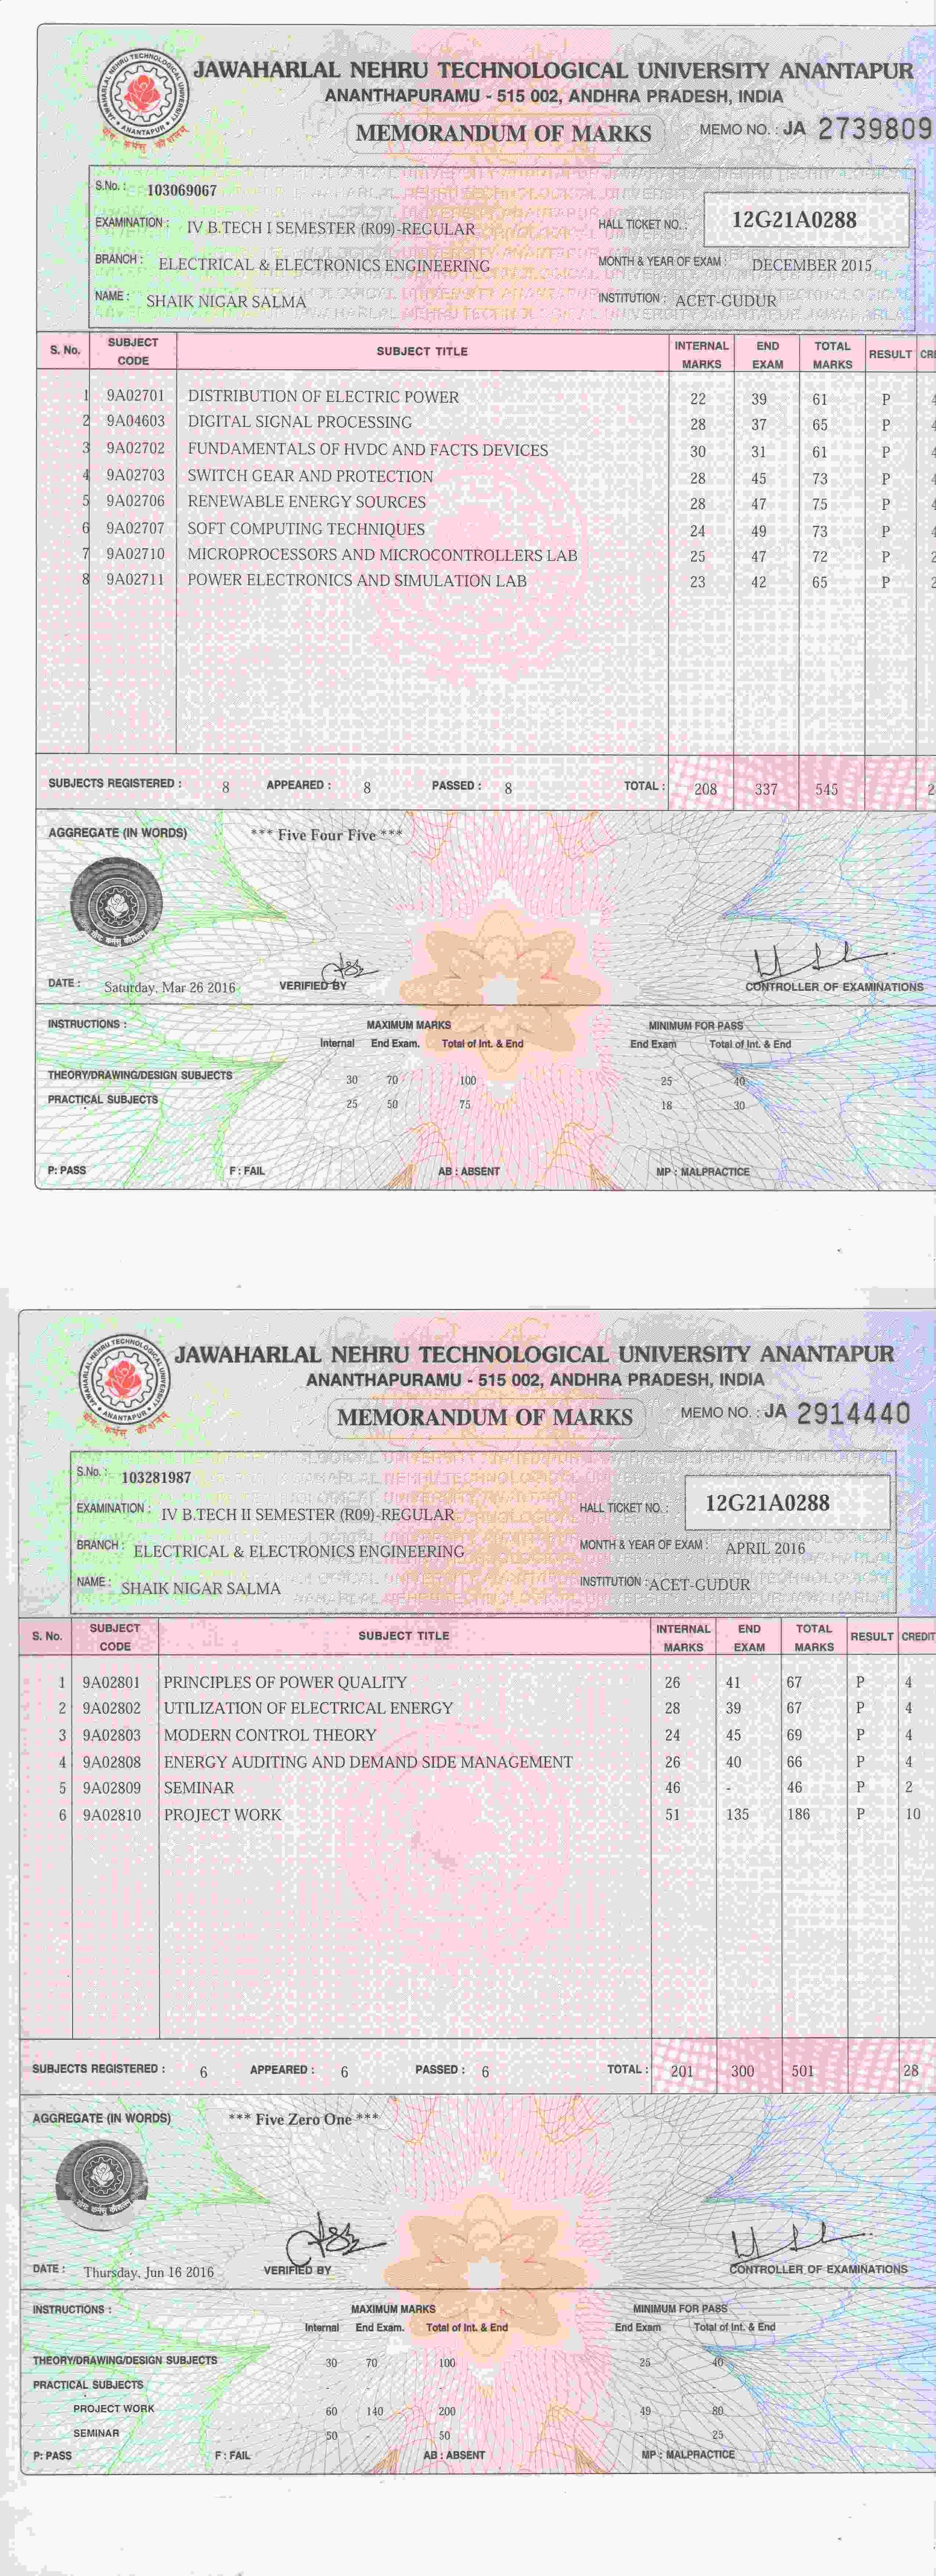 JAWAHARLAL NEHRU TECHNOLOGICAL UNIVERSITY ANANTAPUR
ANANTHAPURAMU - 515 002, ANDHRA PRADESH, INDIA
MEMORANDUM OF MARKS MEMO NO. : JA 2739809
S.No. : 103069067
EXAMINATION : IV B.TECH I SEMESTER (R09)-REGULAR HALL TICKET NO. : 12G21A0288
BRANCH : ELECTRICAL & ELECTRONICS ENGINEERING MONTH & YEAR OF EXAM : DECEMBER 2015
NAME : SHAIK NIGAR SALMA INSTITUTION : ACET-GUDUR
S. No. SUBJECT CODE SUBJECT TITLE INTERNAL MARKS END EXAM TOTAL MARKS RESULT
1 9A02701 DISTRIBUTION OF ELECTRIC POWER 22 39 61 P 4
2 9A04603 DIGITAL SIGNAL PROCESSING 28 37 65 P 4
3 9A02702 FUNDAMENTALS OF HVDC AND FACTS DEVICES 30 31 61 P 4
4 9A02703 SWITCH GEAR AND PROTECTION 28 45 73 P 4
5 9A02706 RENEWABLE ENERGY SOURCES 28 47 75 P 4
6 9A02707 SOFT COMPUTING TECHNIQUES 24 49 73 P 4
7 9A02710 MICROPROCESSORS AND MICROCONTROLLERS LAB 25 47 72 P 2
8 9A02711 POWER ELECTRONICS AND SIMULATION LAB 23 42 65 P 2
SUBJECTS REGISTERED : 8 APPEARED : 8 PASSED : 8 TOTAL : 208 337 545
AGGREGATE (IN WORDS) *** Five Four Five ***
DATE : Saturday, Mar 26 2016 VERIFIED BY CONTROLLER OF EXAMINATIONS
INSTRUCTIONS : MAXIMUM MARKS MINIMUM FOR PASS
Internal End Exam. Total of Int. & End End Exam Total of Int. & End
THEORY/DRAWING/DESIGN SUBJECTS 30 70 100 25 40
PRACTICAL SUBJECTS 25 50 75 18 30
P: PASS F : FAIL AB : ABSENT MP : MALPRACTICE
JAWAHARLAL NEHRU TECHNOLOGICAL UNIVERSITY ANANTAPUR
ANANTHAPURAMU - 515 002, ANDHRA PRADESH, INDIA
MEMORANDUM OF MARKS MEMO NO. : JA 2914440
S.No. : 103281987
EXAMINATION : IV B.TECH II SEMESTER (R09)-REGULAR HALL TICKET NO. : 12G21A0288
BRANCH : ELECTRICAL & ELECTRONICS ENGINEERING MONTH & YEAR OF EXAM : APRIL 2016
NAME : SHAIK NIGAR SALMA INSTITUTION : ACET-GUDUR
S. No. SUBJECT CODE SUBJECT TITLE INTERNAL MARKS END EXAM TOTAL MARKS RESULT CREDIT
1 9A02801 PRINCIPLES OF POWER QUALITY 26 41 67 P 4
2 9A02802 UTILIZATION OF ELECTRICAL ENERGY 28 39 67 P 4
3 9A02803 MODERN CONTROL THEORY 24 45 69 P 4
4 9A02808 ENERGY AUDITING AND DEMAND SIDE MANAGEMENT 26 40 66 P 4
5 9A02809 SEMINAR 46 - 46 P 2
6 9A02810 PROJECT WORK 51 135 186 P 10
SUBJECTS REGISTERED : 6 APPEARED : 6 PASSED : 6 TOTAL : 201 300 501 28
AGGREGATE (IN WORDS) *** Five Zero One ***
DATE : Thursday, Jun 16 2016 VERIFIED BY CONTROLLER OF EXAMINATIONS
INSTRUCTIONS : MAXIMUM MARKS MINIMUM FOR PASS
Internal End Exam. Total of Int. & End End Exam Total of Int. & End
THEORY/DRAWING/DESIGN SUBJECTS 30 70 100 25 40
PRACTICAL SUBJECTS - - - - -
PROJECT WORK 60 140 200 49 80
SEMINAR 50 50 25
P: PASS F : FAIL AB : ABSENT MP : MALPRACTICE